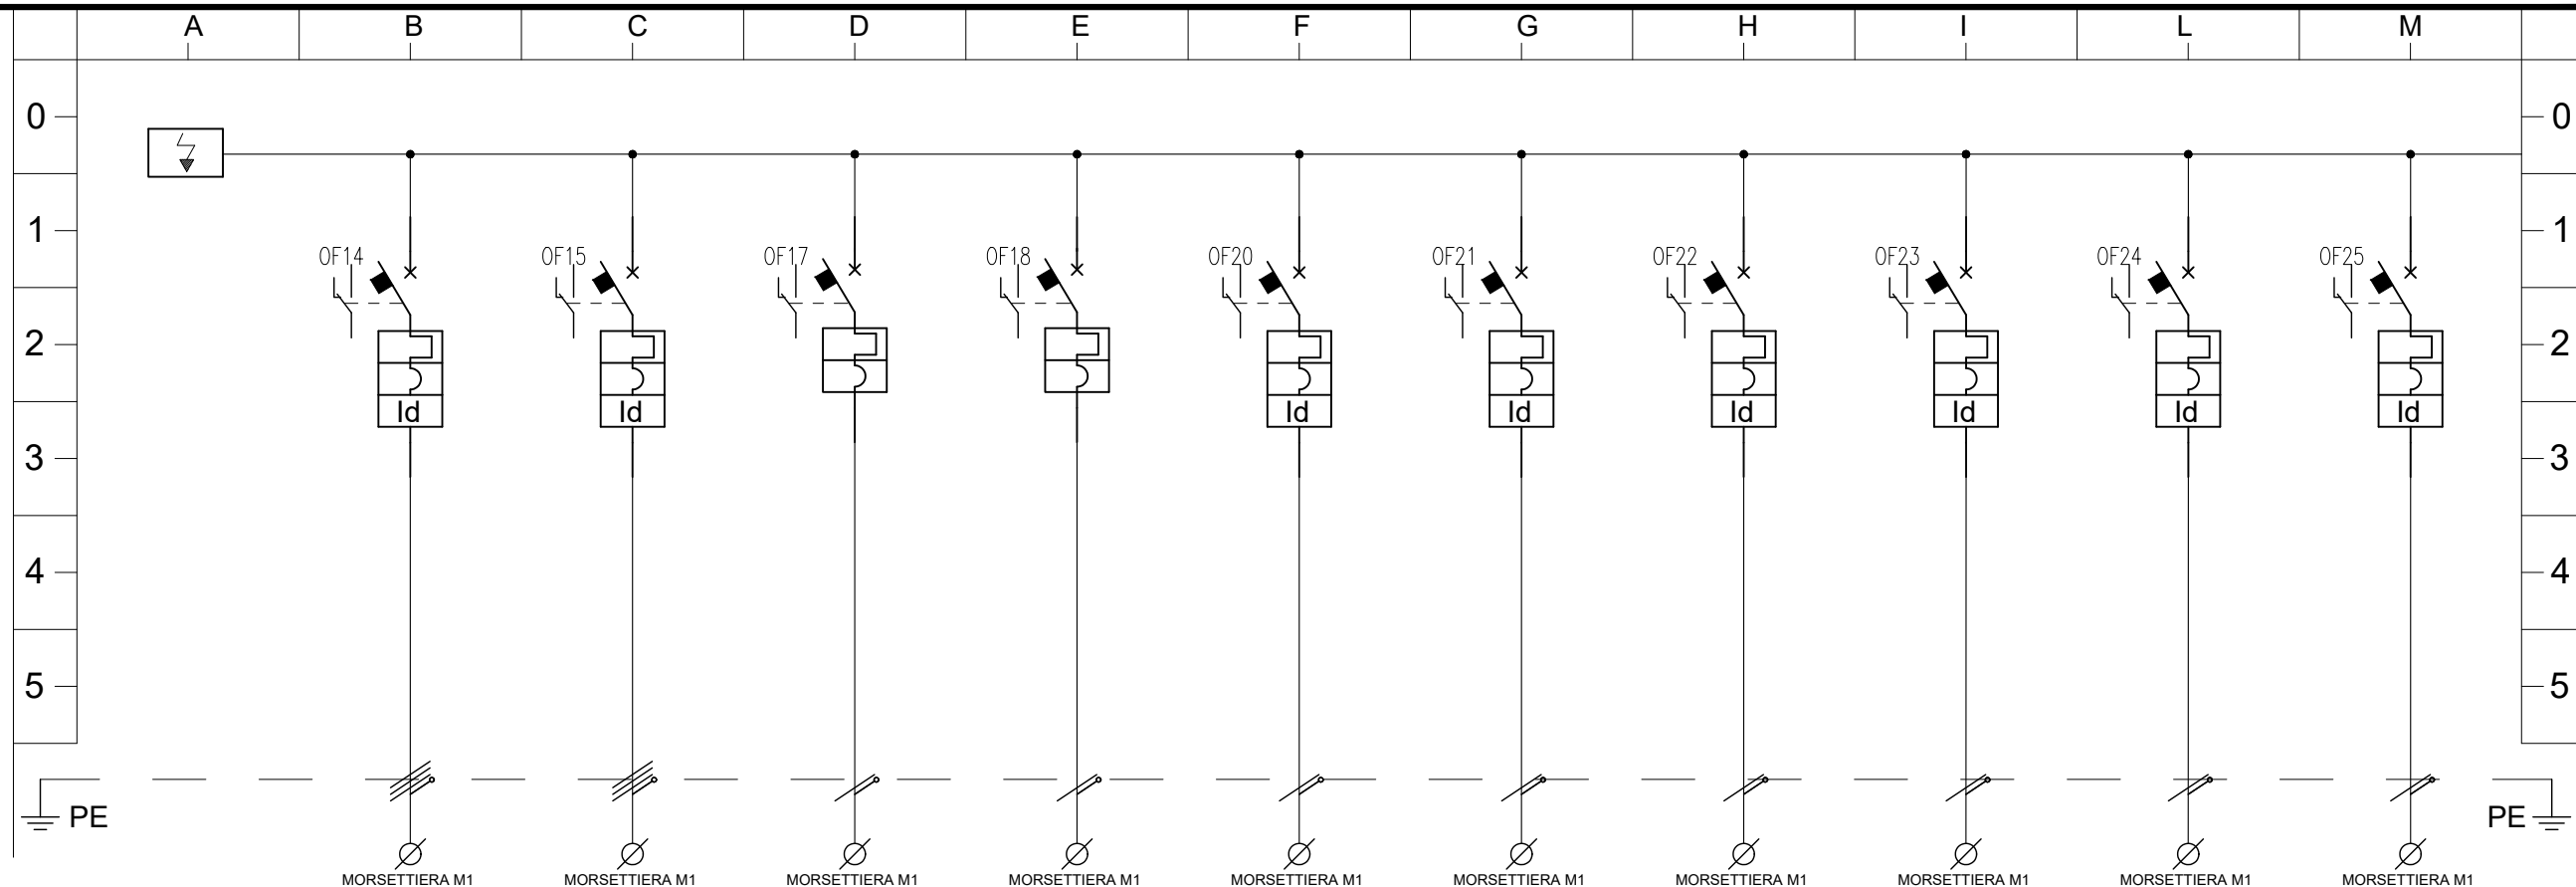 A B C D E F G H I L M
0 0
1 1
OF14 OF15 OF17 OF18 OF20 OF21 OF22 OF23 OF24 OF25
2 2
Id Id Id Id Id Id Id Id
3 3
4 4
5 5
PE PE
MORSETTIERA M1 MORSETTIERA M1 MORSETTIERA M1 MORSETTIERA M1 MORSETTIERA M1 MORSETTIERA M1 MORSETTIERA M1 MORSETTIERA M1 MORSETTIERA M1 MORSETTIERA M1